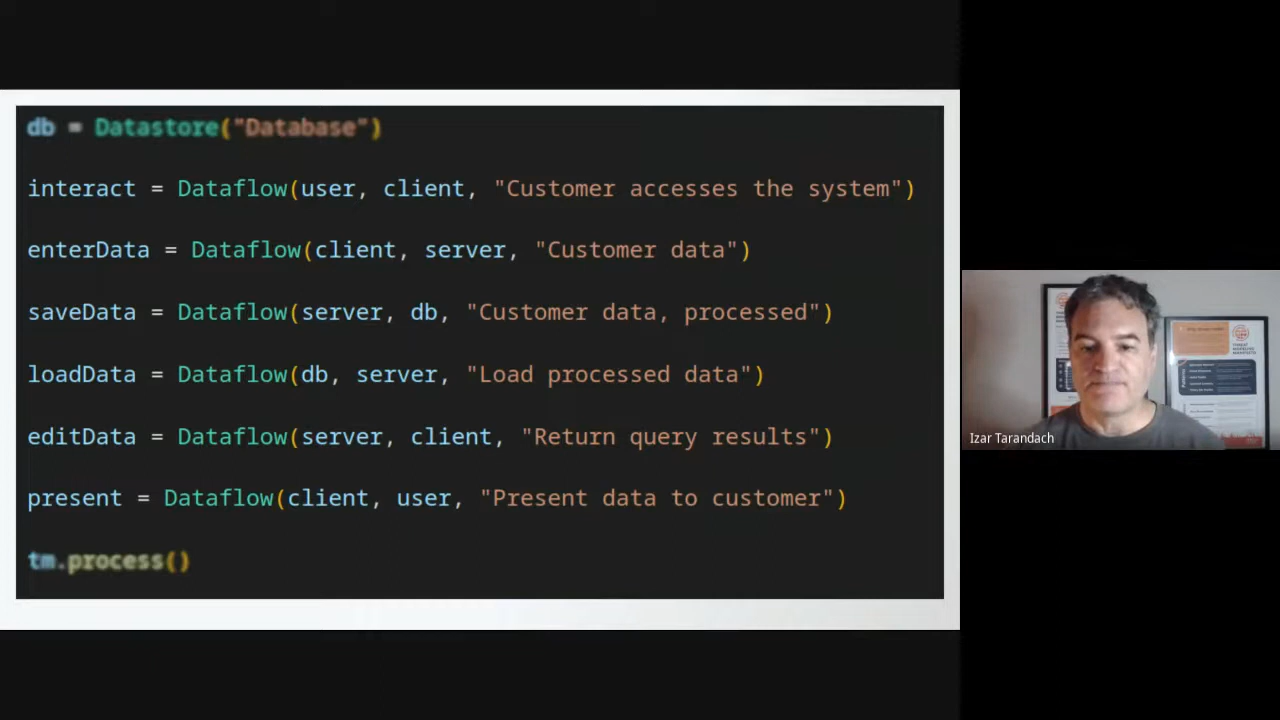 db = Datastore("Database")
interact = Dataflow(user, client, "Customer accesses the system")
enterData = Dataflow(client, server, "Customer data")
saveData = Dataflow(server, db, "Customer data, processed")
loadData = Dataflow(db, server, "Load processed data")
editData = Dataflow(server, client, "Return query results")
present = Dataflow(client, user, "Present data to customer")
tm.process()
Izar Tarandach